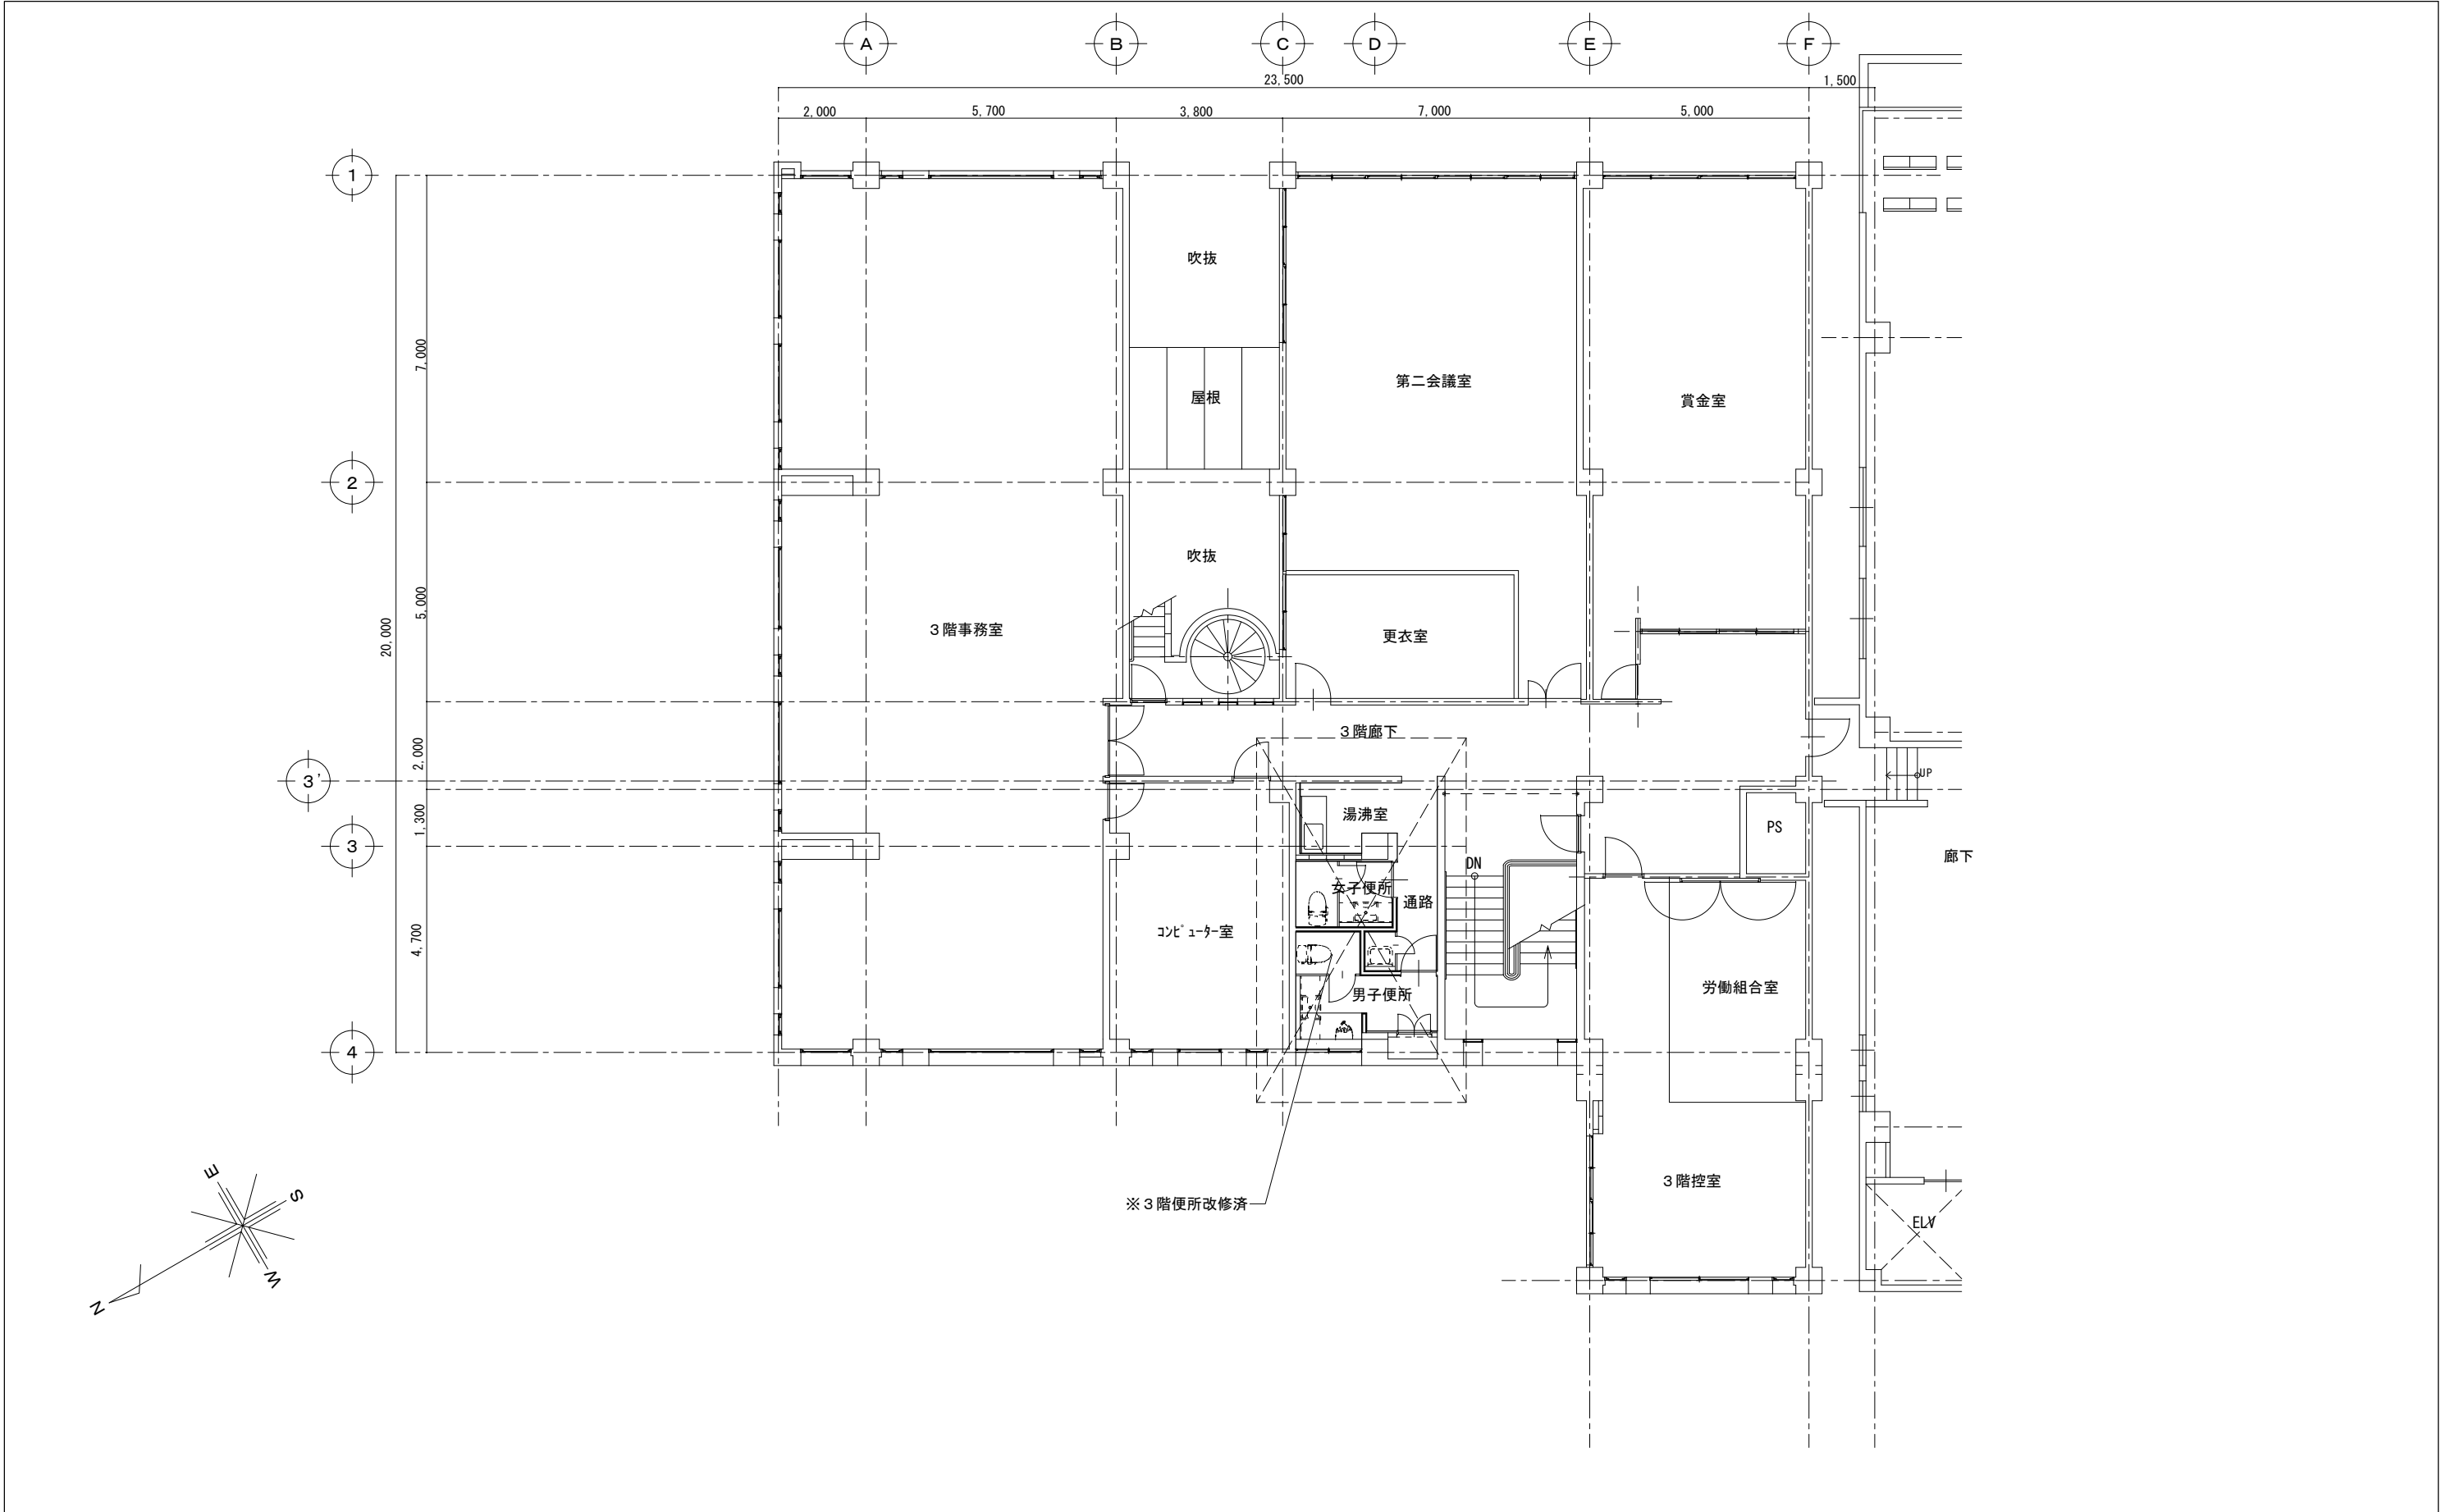 A B C D E F
23,500 1,500
2,000 5,700 3,800 7,000 5,000
1
吹抜
7,000
第二会議室
屋根
賞金室
2
吹抜
5,000
20,000
3階事務室
更衣室
3階廊下
2,000
3'
UP
1,300
湯沸室
PS
3
廊下
DN
女子便所
通路
コンピューター室
4,700
労働組合室
男子便所
4
3階控室
※3階便所改修済
ELV
E
S
W
N